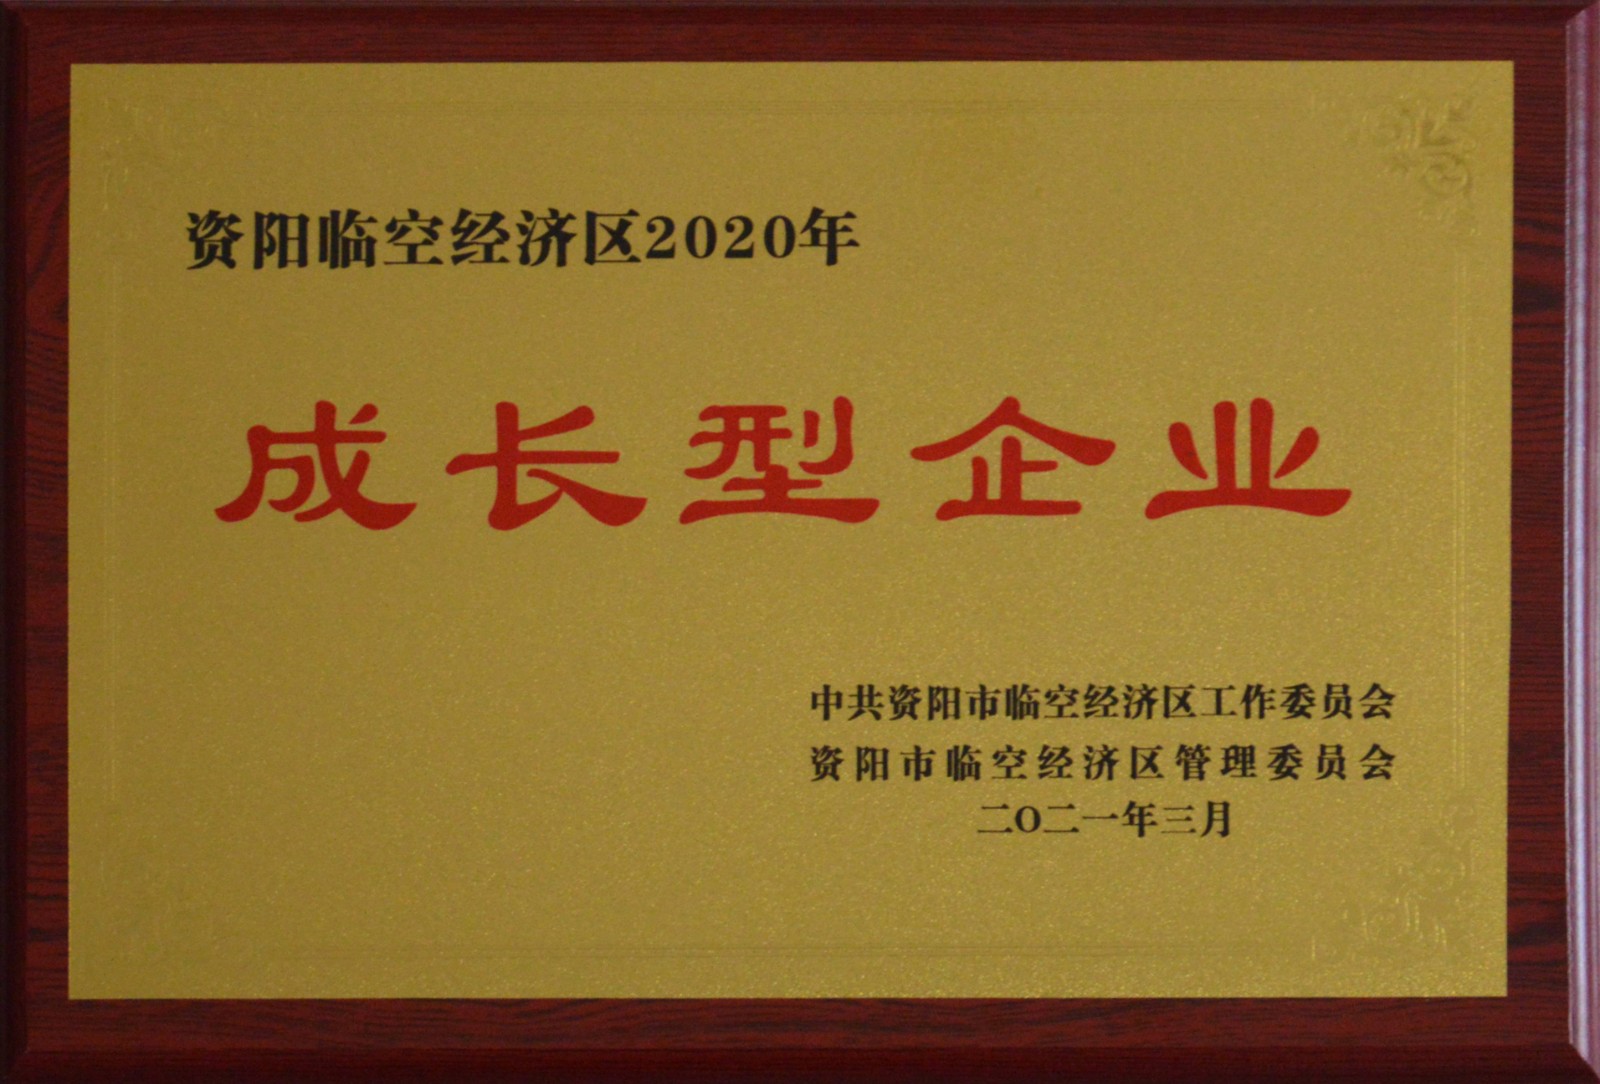 资阳临空经济区2020年
成长型企业
中共资阳市临空经济区工作委员会
资阳市临空经济区管理委员会
二〇二一年三月